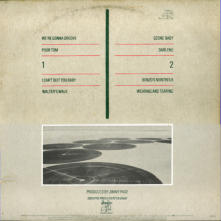 WE'RE GONNA GROOVE
POOR TOM
1
I CAN'T QUIT YOU BABY
WALTER'S WALK
OZONE BABY
DARLENE
2
BONZO'S MONTREUX
WEARING AND TEARING
PRODUCED BY JIMMY PAGE